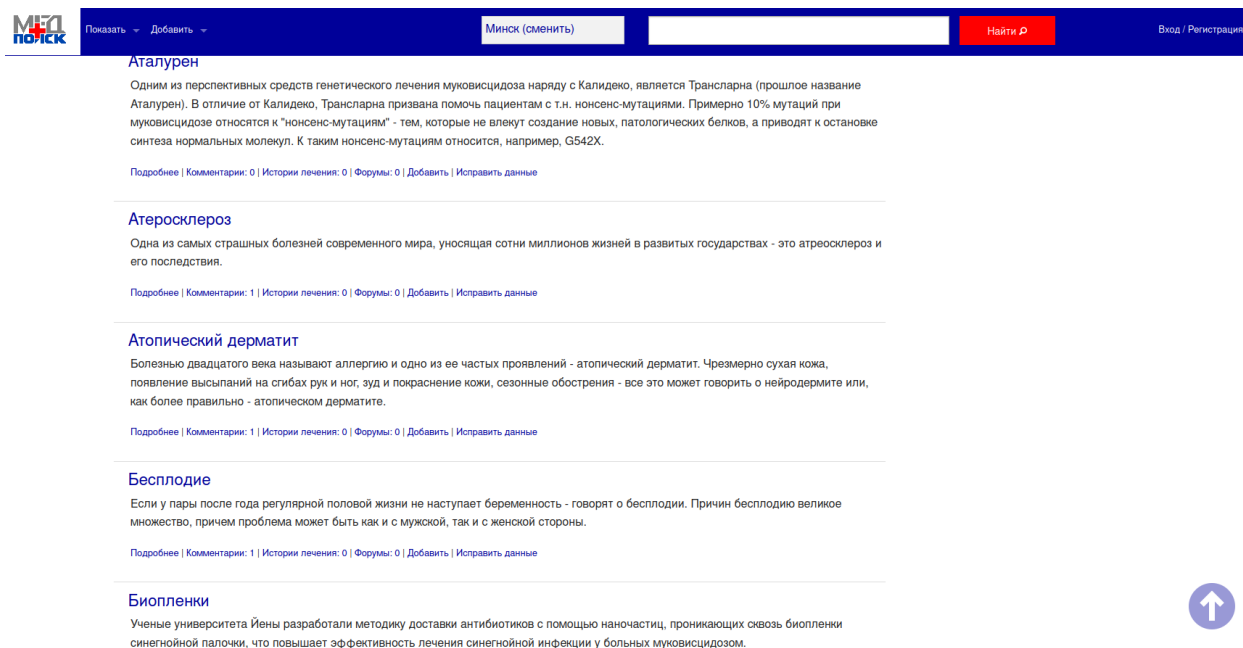 МЕД
ПОИСК
Показать
Добавить
Минск (сменить)
Найти
Вход / Регистрация
Аталурен
Одним из перспективных средств генетического лечения муковисцидоза наряду с Калидеко, является Трансларна (прошлое название
Аталурен). В отличие от Калидеко, Трансларна призвана помочь пациентам с т.н. нонсенс-мутациями. Примерно 10% мутаций при
муковисцидозе относятся к "нонсенс-мутациям" - тем, которые не влекут создание новых, патологических белков, а приводят к остановке
синтеза нормальных молекул. К таким нонсенс-мутациям относится, например, G542X.
Подробнее | Комментарии: 0 | Истории лечения: 0 | Форумы: 0 | Добавить | Исправить данные
Атеросклероз
Одна из самых страшных болезней современного мира, уносящая сотни миллионов жизней в развитых государствах - это атреосклероз и
его последствия.
Подробнее | Комментарии: 1 | Истории лечения: 0 | Форумы: 0 | Добавить | Исправить данные
Атопический дерматит
Болезнью двадцатого века называют аллергию и одно из ее частых проявлений - атопический дерматит. Чрезмерно сухая кожа,
появление высыпаний на сгибах рук и ног, зуд и покраснение кожи, сезонные обострения - все это может говорить о нейродермите или,
как более правильно - атопическом дерматите.
Подробнее | Комментарии: 1 | Истории лечения: 0 | Форумы: 0 | Добавить | Исправить данные
Бесплодие
Если у пары после года регулярной половой жизни не наступает беременность - говорят о бесплодии. Причин бесплодию великое
множество, причем проблема может быть как и с мужской, так и с женской стороны.
Подробнее | Комментарии: 1 | Истории лечения: 0 | Форумы: 0 | Добавить | Исправить данные
Биопленки
Ученые университета Йены разработали методику доставки антибиотиков с помощью наночастиц, проникающих сквозь биопленки
синегнойной палочки, что повышает эффективность лечения синегнойной инфекции у больных муковисцидозом.